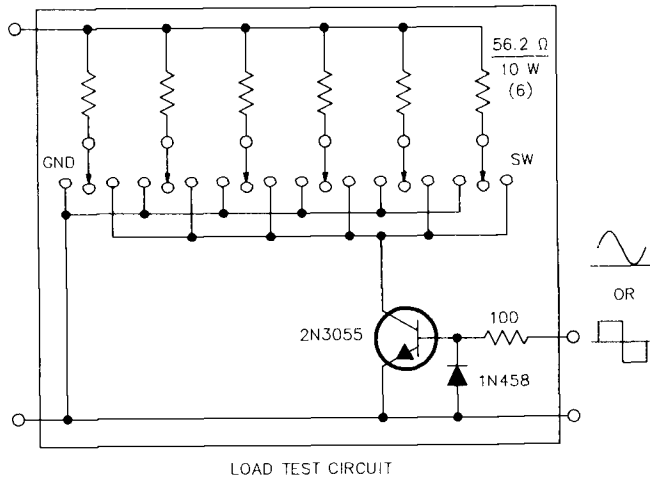 56.2 Ω
10 W
(6)
GND
SW
OR
2N3055
100
1N458
LOAD TEST CIRCUIT